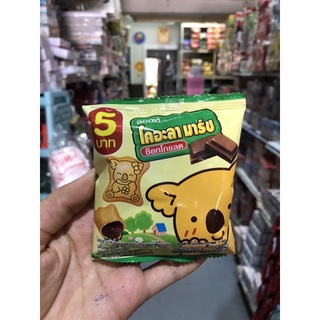 5
บาท
ลอตเต้
โคอะลา มาร์ช
ช็อกโกแลต